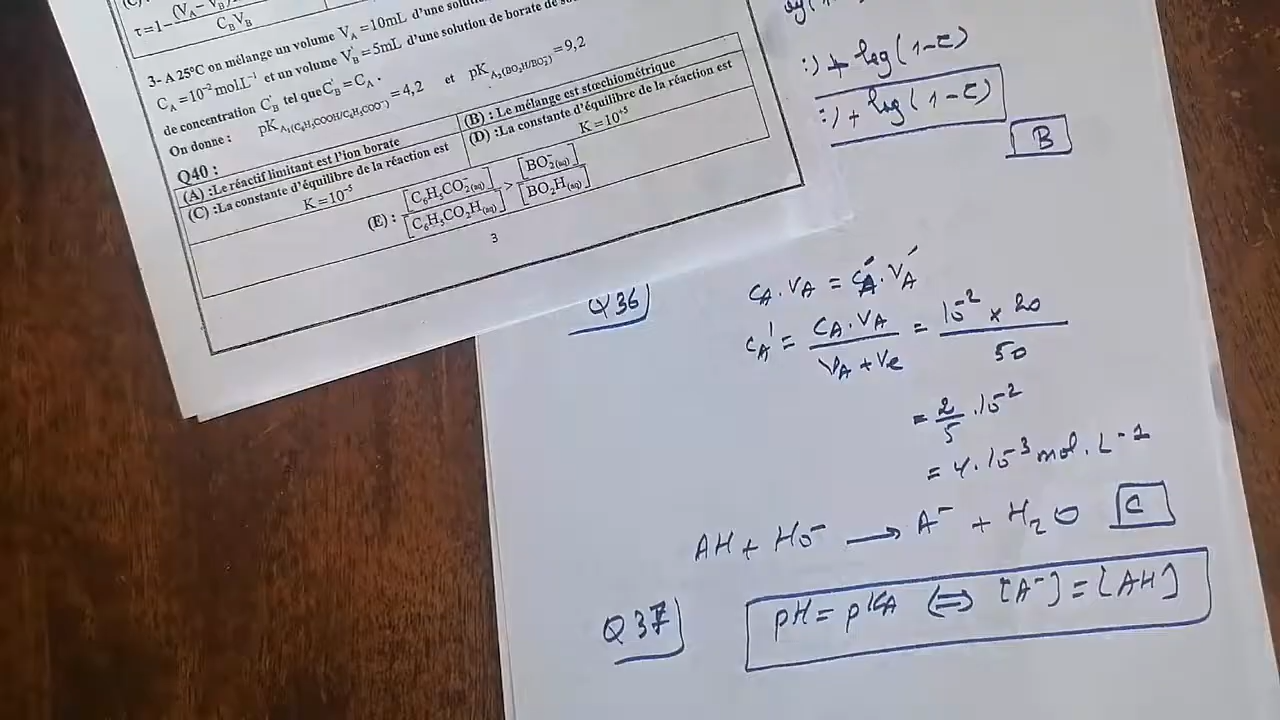 τ=1-(V_A-V_B)
C_BV_B
3- A 25°C on mélange un volume V_A=10mL d'une
C_A=10⁻² mol.L⁻¹ et un volume V'_B=5mL d'une solution de borate de
de concentration C'_B tel que C'_B=C_A.
On donne : pK_A₁(C₆H₅COOH/C₆H₅COO⁻)=4,2 et pK_A₂(BO₂H/BO₂⁻)=9,2
Q40 :
(A) :Le réactif limitant est l'ion borate
(B) : Le mélange est stœchiométrique
(C) :La constante d'équilibre de la réaction est
K=10⁻⁵
(D) :La constante d'équilibre de la réaction est
K=10⁺⁵
(E) : [C₆H₅CO₂⁻(aq)]/[C₆H₅CO₂H(aq)] > [BO₂⁻(aq)]/[BO₂H(aq)]
3
:) + log(1-τ)
:) + log(1-τ)
B
Q36
C_A.V_A = C'_A.V'_A
C_A' = C_A.V_A/(V_A+V_e) = 10⁻² x 20/50
= 2/5 .10⁻²
= 4.10⁻³ mol.L-1
AH + HO⁻ → A⁻ + H₂O C
Q37
pH = pKA ⇔ [A⁻] = [AH]